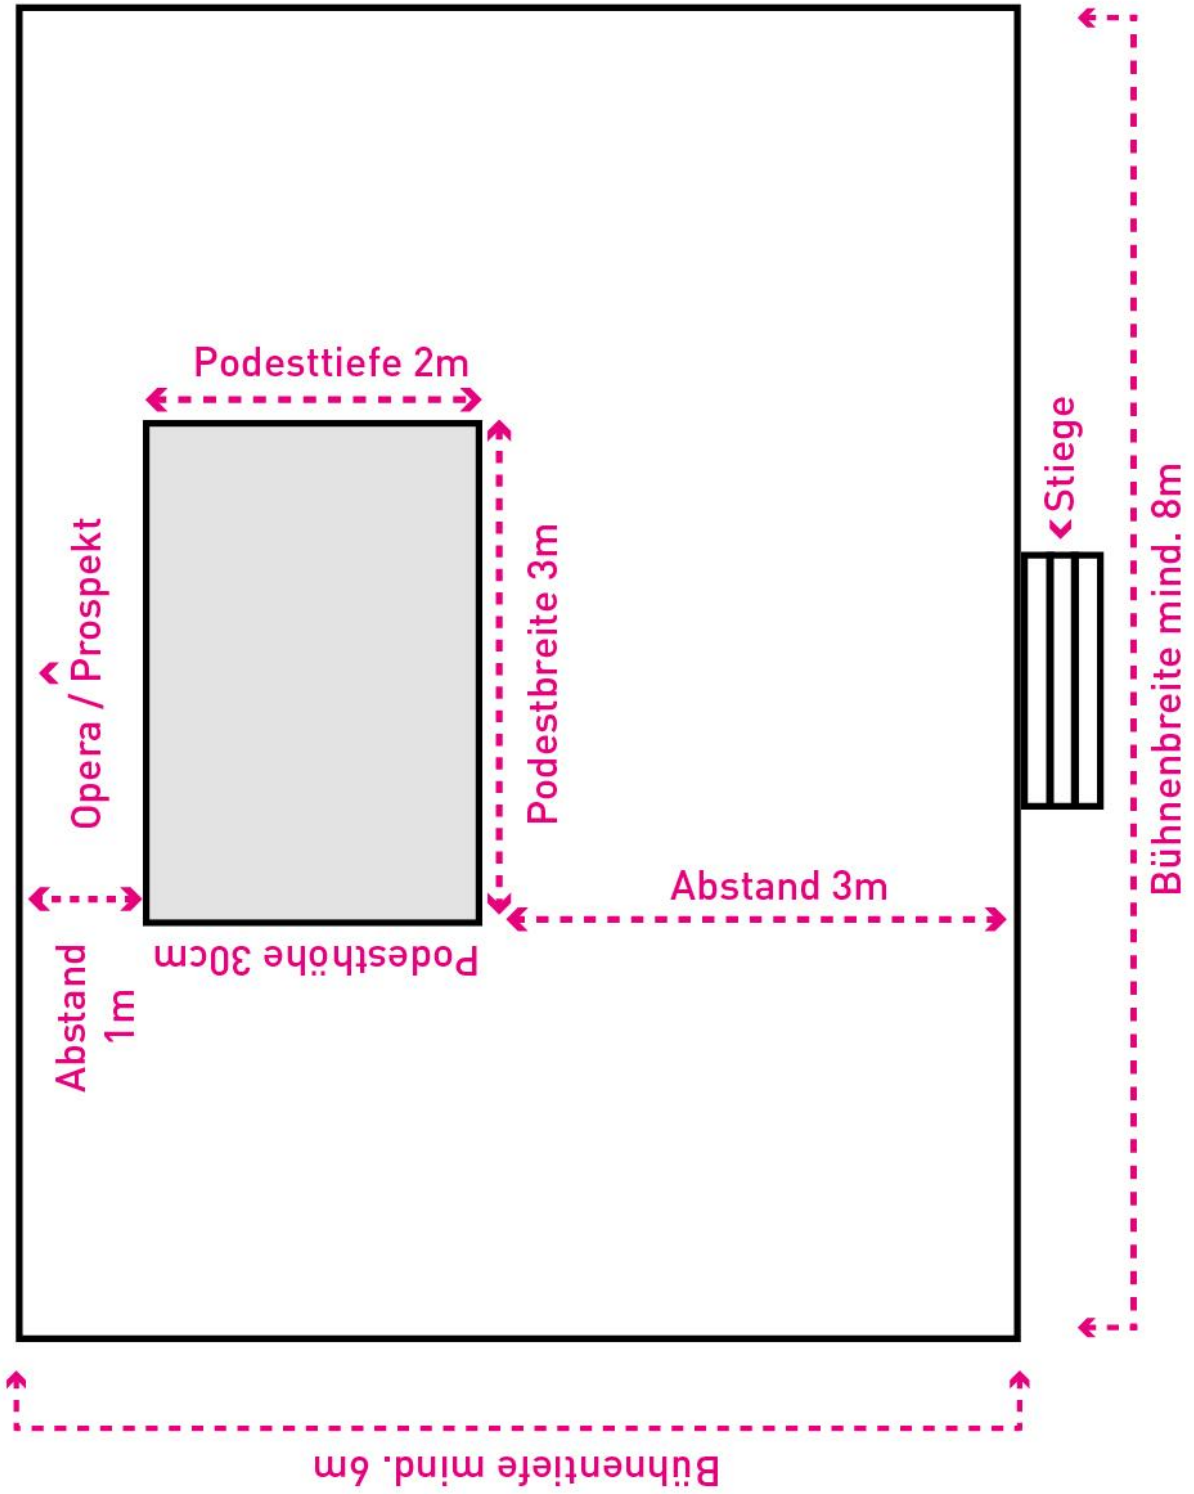 Podesttiefe 2m
Stiege
Opera / Prospekt
Podestbreite 3m
Bühnenbreite mind. 8m
Abstand 3m
Abstand
1m
Podesthöhe 30cm
Bühnentiefe mind. 6m